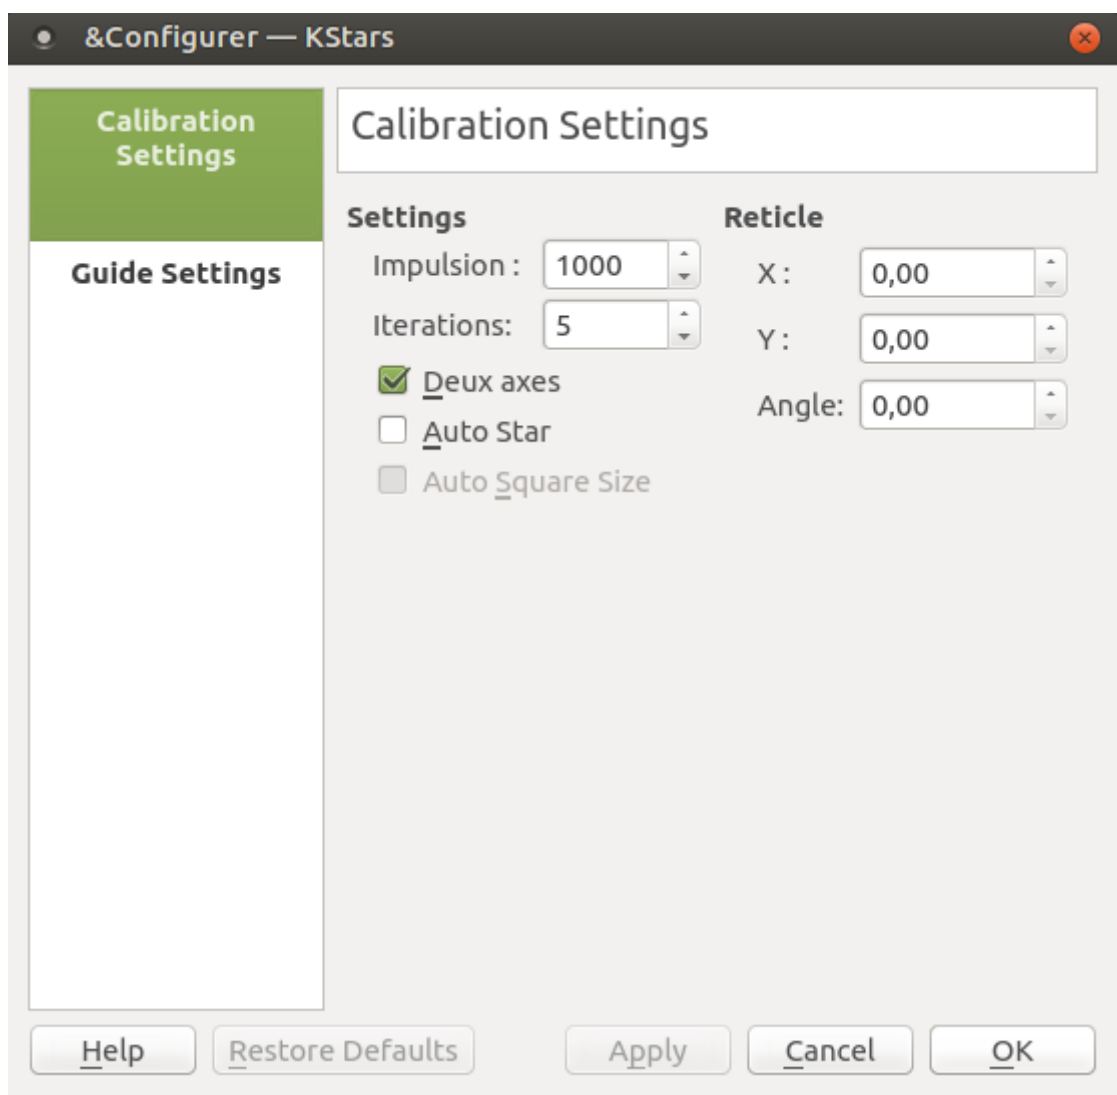 &Configurer — KStars
Calibration
Settings
Guide Settings
Calibration Settings
Settings
Impulsion : 1000
Iterations: 5
Deux axes
Auto Star
Auto Square Size
Reticle
X : 0,00
Y : 0,00
Angle: 0,00
Help Restore Defaults Apply Cancel OK